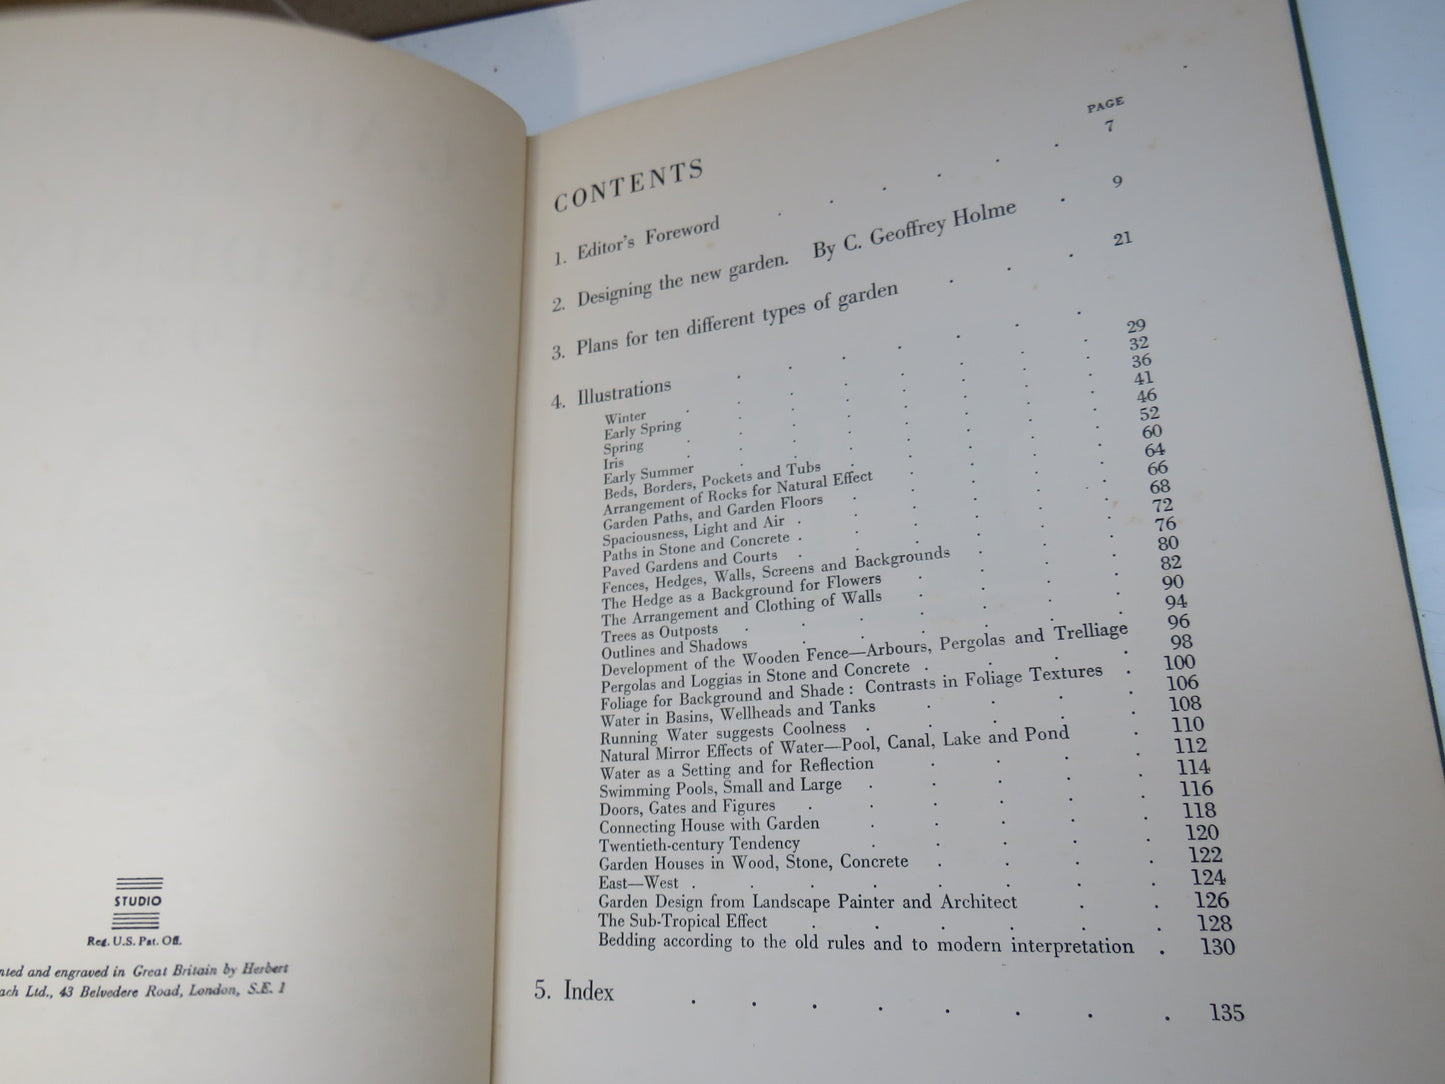 STUDIO
Reg. U.S. Pat. Off.
and engraved in Great Britain by Herbert
Ltd., 43 Belvedere Road, London, S.E. 1
CONTENTS
PAGE
1. Editor's Foreword . . . . . . 7
2. Designing the new garden. By C. Geoffrey Holme . 9
3. Plans for ten different types of garden . . . 21
4. Illustrations
Winter . . . . . . . 29
Early Spring . . . . . . . 32
Spring . . . . . . . 36
Iris . . . . . . . 41
Early Summer . . . . . . . 46
Beds, Borders, Pockets and Tubs . . . . . 52
Arrangement of Rocks for Natural Effect . . . . 60
Garden Paths, and Garden Floors . . . . . 64
Spaciousness, Light and Air . . . . . 66
Paths in Stone and Concrete . . . . . 68
Paved Gardens and Courts . . . . . 72
Fences, Hedges, Walls, Screens and Backgrounds . . . 76
The Hedge as a Background for Flowers . . . . 80
The Arrangement and Clothing of Walls . . . . 82
Trees as Outposts . . . . . . 90
Outlines and Shadows . . . . . . 94
Development of the Wooden Fence—Arbours, Pergolas and Trelliage 96
Pergolas and Loggias in Stone and Concrete . . . . 98
Foliage for Background and Shade : Contrasts in Foliage Textures . 100
Water in Basins, Wellheads and Tanks . . . . 106
Running Water suggests Coolness . . . . . 108
Natural Mirror Effects of Water—Pool, Canal, Lake and Pond . 110
Water as a Setting and for Reflection . . . . 112
Swimming Pools, Small and Large . . . . . 114
Doors, Gates and Figures . . . . . . 116
Connecting House with Garden . . . . . 118
Twentieth-century Tendency . . . . . 120
Garden Houses in Wood, Stone, Concrete . . . . 122
East—West . . . . . . . . 124
Garden Design from Landscape Painter and Architect . . 126
The Sub-Tropical Effect . . . . . . 128
Bedding according to the old rules and to modern interpretation . 130
5. Index . . . . . . . . 135